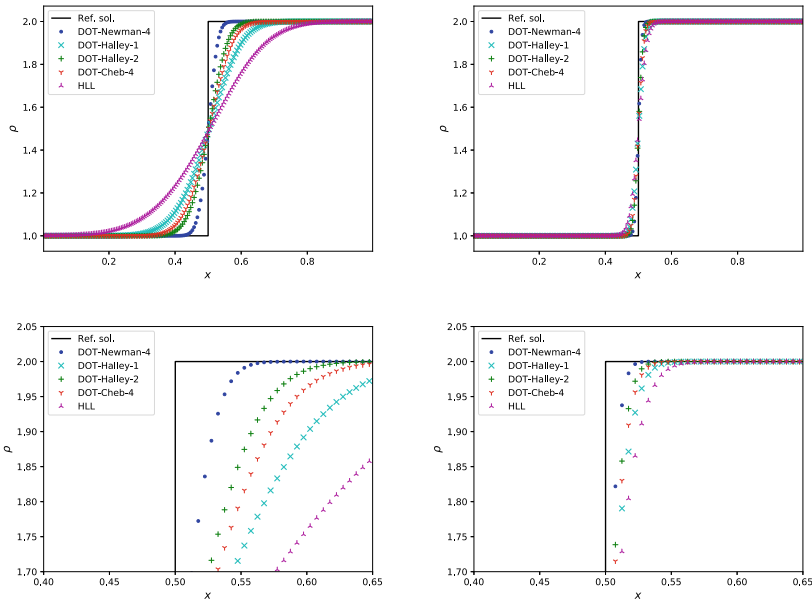 2.0
1.8
1.6
1.4
1.2
1.0
ρ
Ref. sol.
DOT-Newman-4
DOT-Halley-1
DOT-Halley-2
DOT-Cheb-4
HLL
0.2
0.4
0.6
0.8
x
2.0
1.8
1.6
1.4
1.2
1.0
ρ
Ref. sol.
DOT-Newman-4
DOT-Halley-1
DOT-Halley-2
DOT-Cheb-4
HLL
0.2
0.4
0.6
0.8
x
2.05
2.00
1.95
1.90
1.85
1.80
1.75
1.70
ρ
Ref. sol.
DOT-Newman-4
DOT-Halley-1
DOT-Halley-2
DOT-Cheb-4
HLL
0,40
0,45
0,50
0,55
0,60
0,65
x
2.05
2.00
1.95
1.90
1.85
1.80
1.75
1.70
ρ
Ref. sol.
DOT-Newman-4
DOT-Halley-1
DOT-Halley-2
DOT-Cheb-4
HLL
0,40
0,45
0,50
0,55
0,60
0,65
x